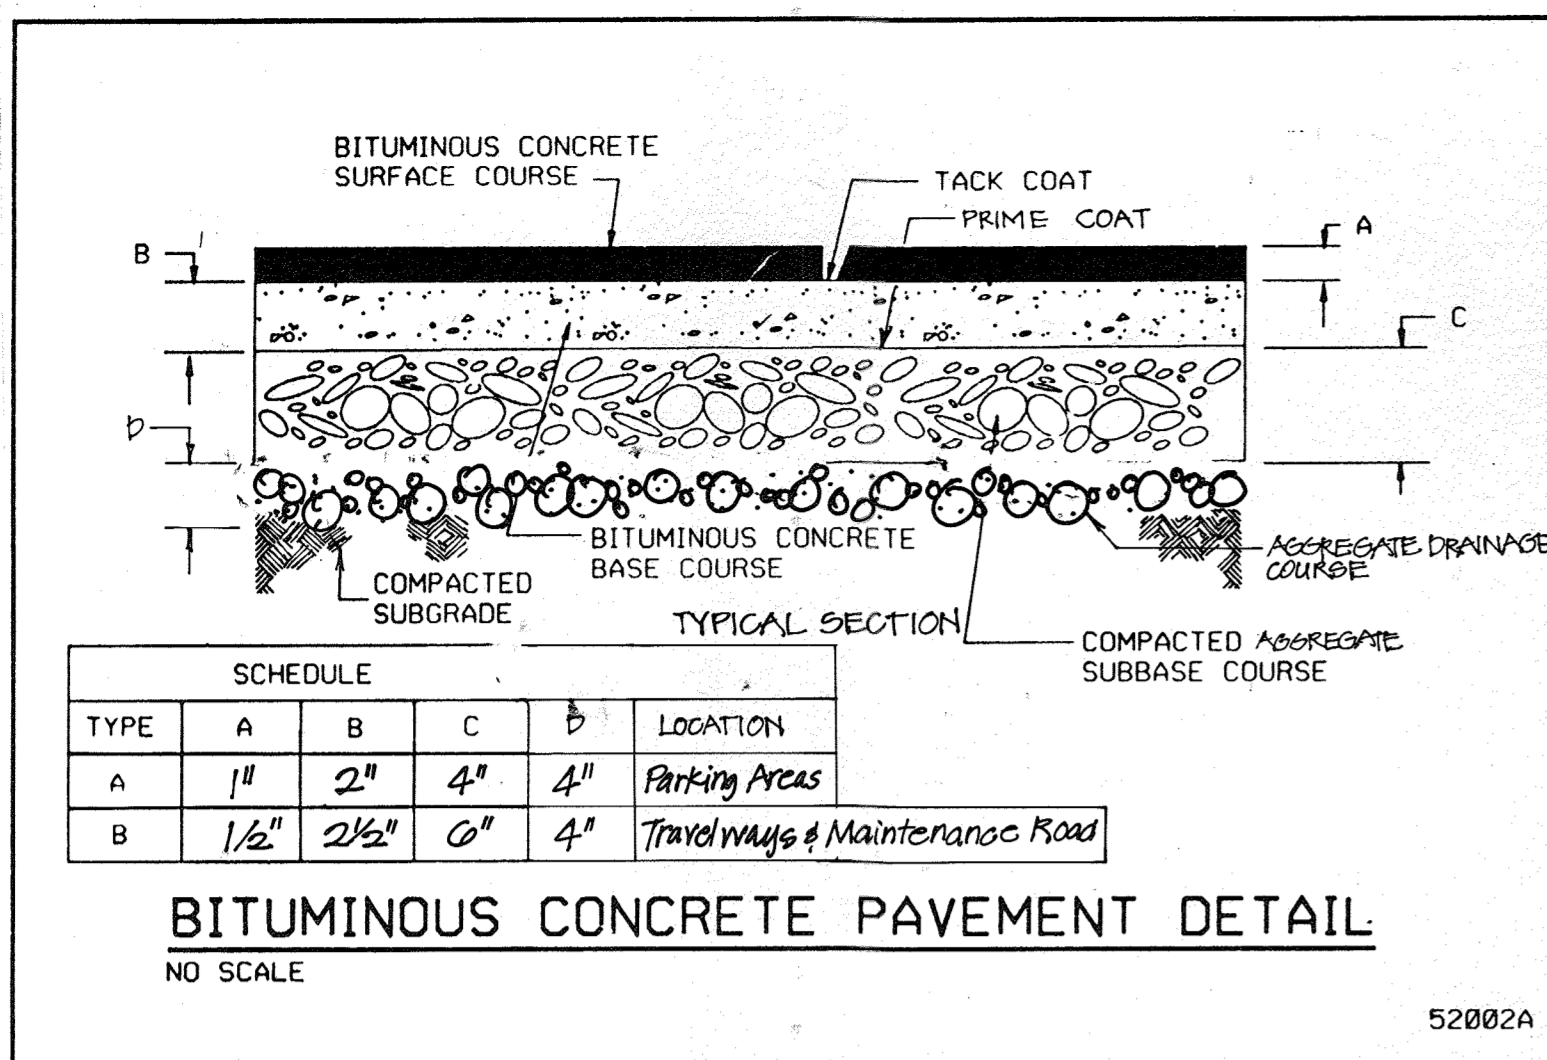 BITUMINOUS CONCRETE
SURFACE COURSE
TACK COAT
PRIME COAT
A
B
C
D
BITUMINOUS CONCRETE
BASE COURSE
AGGREGATE DRAINAGE
COURSE
COMPACTED
SUBGRADE
TYPICAL SECTION
COMPACTED AGGREGATE
SUBBASE COURSE
SCHEDULE
TYPE A B C D LOCATION
A 1" 2" 4" 4" Parking Areas
B 1½" 2½" 6" 4" Travelways & Maintenance Road
BITUMINOUS CONCRETE PAVEMENT DETAIL
NO SCALE
52002A